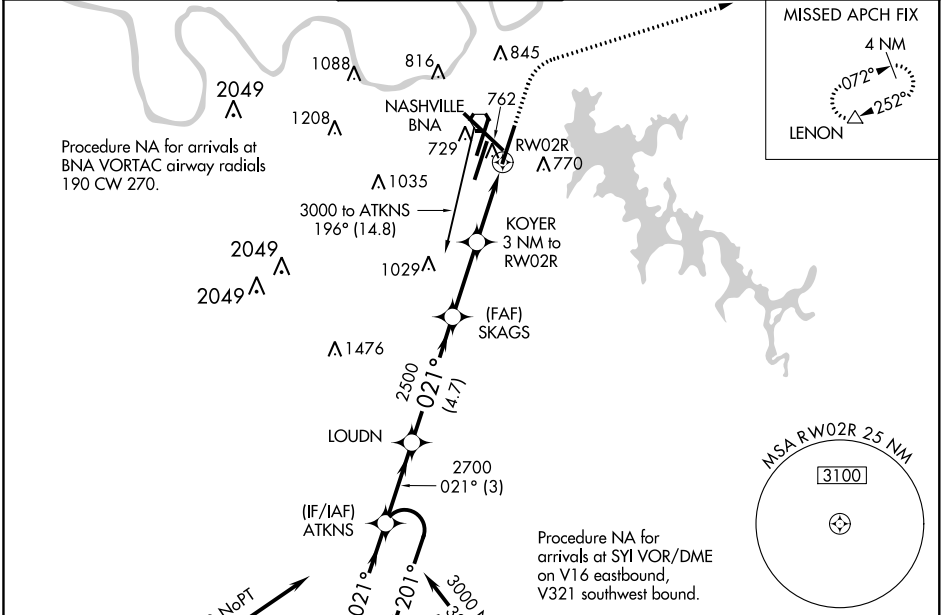 MISSED APCH FIX
4 NM
072°
252°
LENON
845
816
1088
2049
1208
NASHVILLE
BNA
762
729
RW02R
770
Procedure NA for arrivals at
BNA VORTAC airway radials
190 CW 270.
1035
3000 to ATKNS
196° (14.8)
KOYER
3 NM to
RW02R
2049
1029
2049
(FAF)
SKAGS
1476
2500
021°
(4.7)
LOUDN
2700
021° (3)
MSA RW02R 25 NM
3100
(IF/IAF)
ATKNS
Procedure NA for
arrivals at SYI VOR/DME
on V16 eastbound,
V321 southwest bound.
NoPT
021°
201°
3000